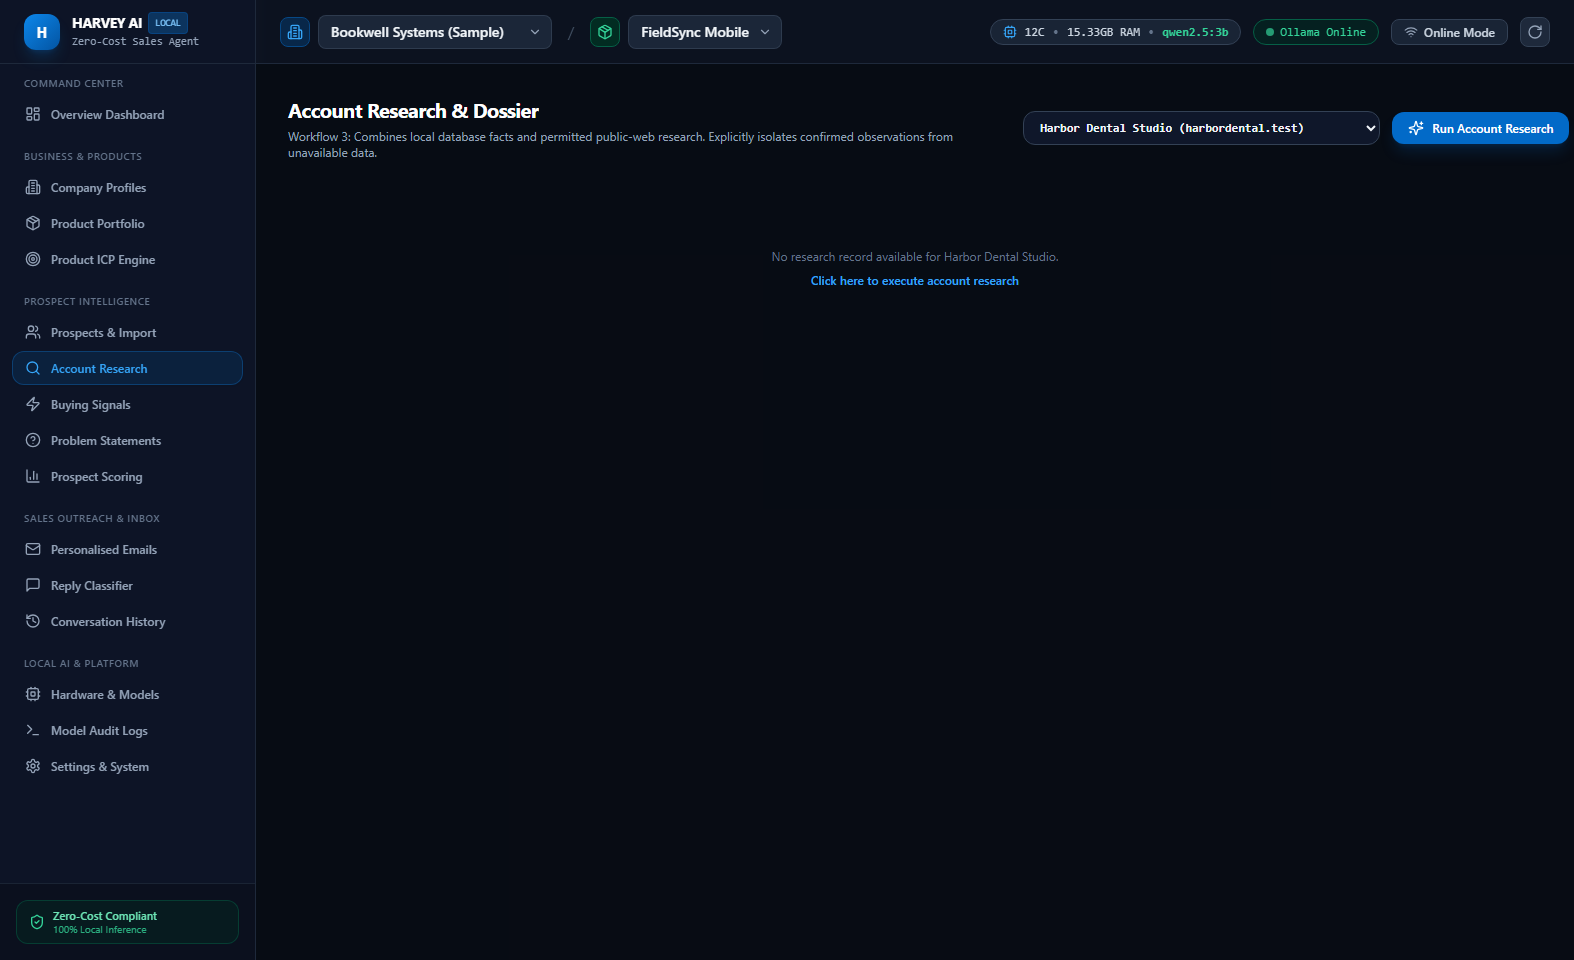 H
HARVEY AI LOCAL
Zero-Cost Sales Agent
Bookwell Systems (Sample)
/
FieldSync Mobile
12C • 15.33GB RAM • qwen2.5:3b
Ollama Online
Online Mode
COMMAND CENTER
Overview Dashboard
BUSINESS & PRODUCTS
Company Profiles
Product Portfolio
Product ICP Engine
PROSPECT INTELLIGENCE
Prospects & Import
Account Research
Buying Signals
Problem Statements
Prospect Scoring
SALES OUTREACH & INBOX
Personalised Emails
Reply Classifier
Conversation History
LOCAL AI & PLATFORM
Hardware & Models
Model Audit Logs
Settings & System
Zero-Cost Compliant
100% Local Inference
Account Research & Dossier
Workflow 3: Combines local database facts and permitted public-web research. Explicitly isolates confirmed observations from
unavailable data.
Harbor Dental Studio (harbordental.test)
Run Account Research
No research record available for Harbor Dental Studio.
Click here to execute account research